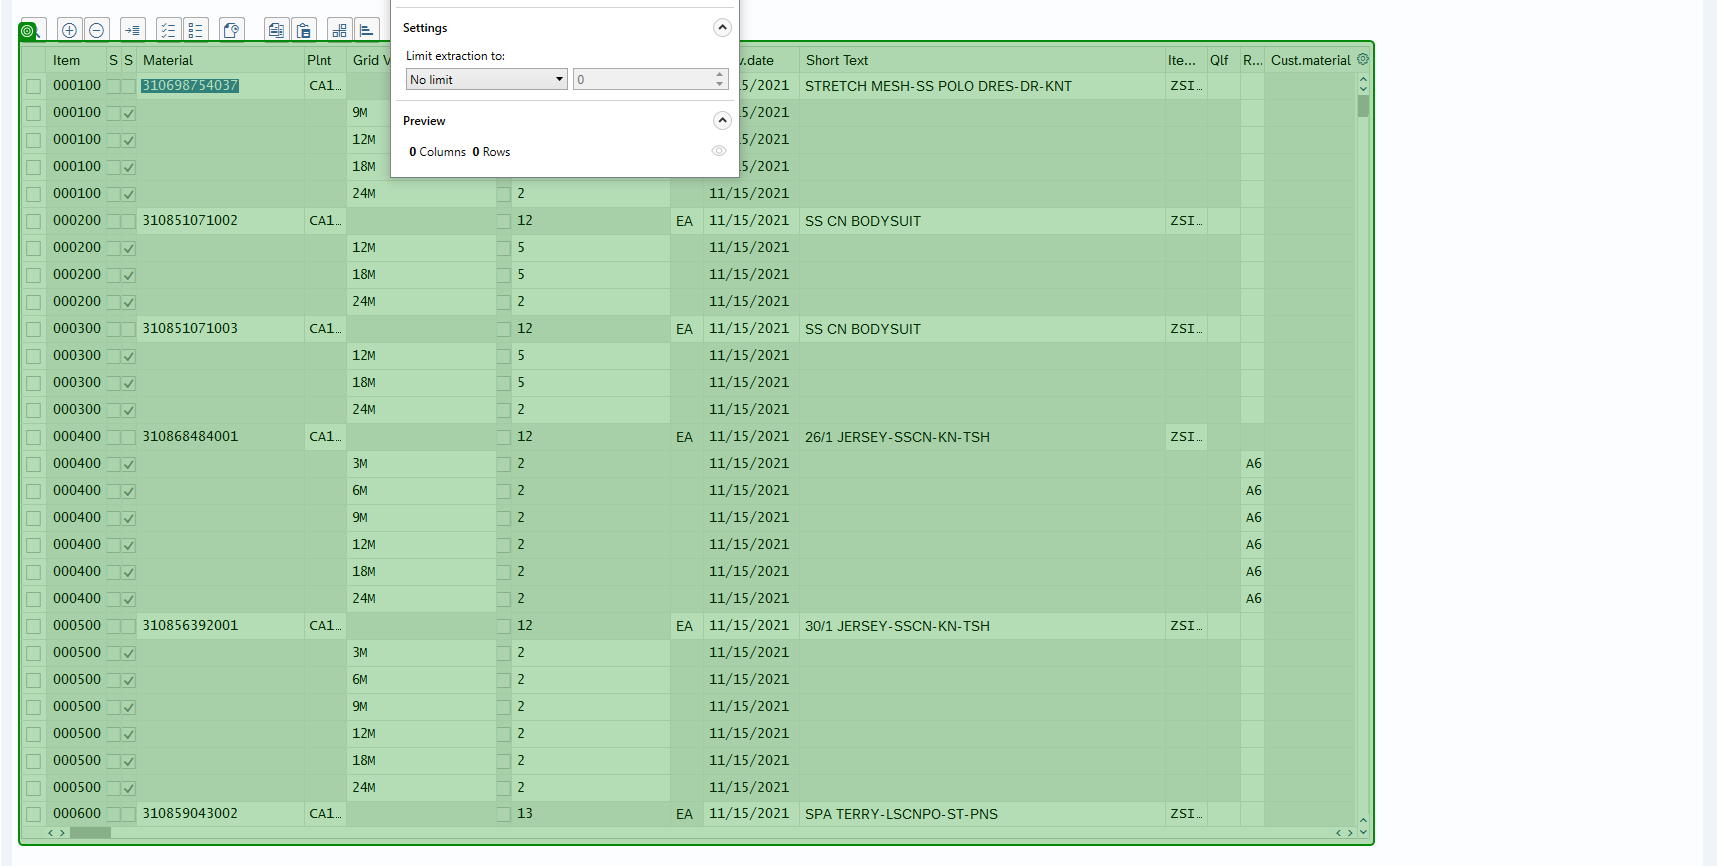 Settings
Limit extraction to:
No limit 0
Preview
0 Columns 0 Rows
Item S S Material Plnt Grid V .date Short Text Ite... Qlf R... Cust.material
000100 310698754037 CA1... 5/2021 STRETCH MESH-SS POLO DRES-DR-KNT ZSI...
000100 9M 5/2021
000100 12M 5/2021
000100 18M 5/2021
000100 24M 2 11/15/2021
000200 310851071002 CA1... 12 EA 11/15/2021 SS CN BODYSUIT ZSI...
000200 12M 5 11/15/2021
000200 18M 5 11/15/2021
000200 24M 2 11/15/2021
000300 310851071003 CA1... 12 EA 11/15/2021 SS CN BODYSUIT ZSI...
000300 12M 5 11/15/2021
000300 18M 5 11/15/2021
000300 24M 2 11/15/2021
000400 310868484001 CA1... 12 EA 11/15/2021 26/1 JERSEY-SSCN-KN-TSH ZSI...
000400 3M 2 11/15/2021 A6
000400 6M 2 11/15/2021 A6
000400 9M 2 11/15/2021 A6
000400 12M 2 11/15/2021 A6
000400 18M 2 11/15/2021 A6
000400 24M 2 11/15/2021 A6
000500 310856392001 CA1... 12 EA 11/15/2021 30/1 JERSEY-SSCN-KN-TSH ZSI...
000500 3M 2 11/15/2021
000500 6M 2 11/15/2021
000500 9M 2 11/15/2021
000500 12M 2 11/15/2021
000500 18M 2 11/15/2021
000500 24M 2 11/15/2021
000600 310859043002 CA1... 13 EA 11/15/2021 SPA TERRY-LSCNPO-ST-PNS ZSI...